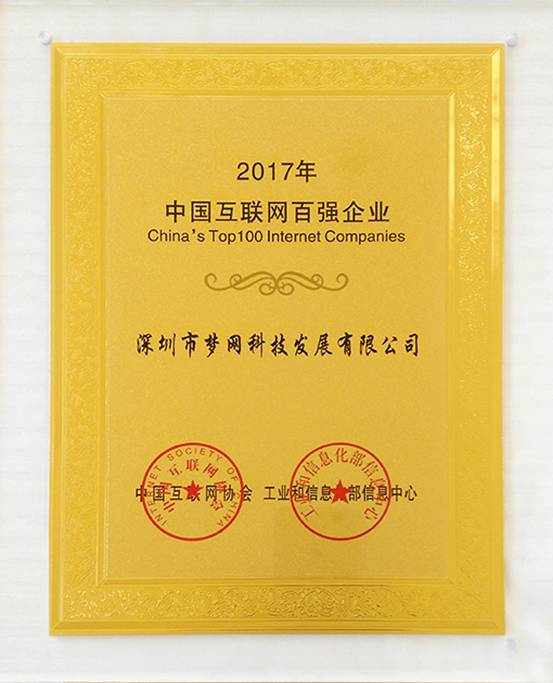 2017年
中国互联网百强企业
China's Top100 Internet Companies
深圳市梦网科技发展有限公司
中国互联网协会 工业和信息化部信息中心
INTERNET SOCIETY OF CHINA
中国互联网协会
工业和信息化部信息中心